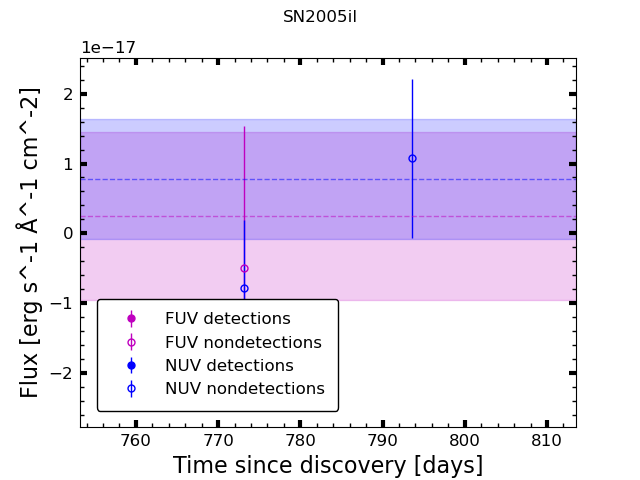 SN2005il
1e−17
Flux [erg s^-1 Å^-1 cm^-2]
2
1
0
−1
−2
FUV detections
FUV nondetections
NUV detections
NUV nondetections
760 770 780 790 800 810
Time since discovery [days]